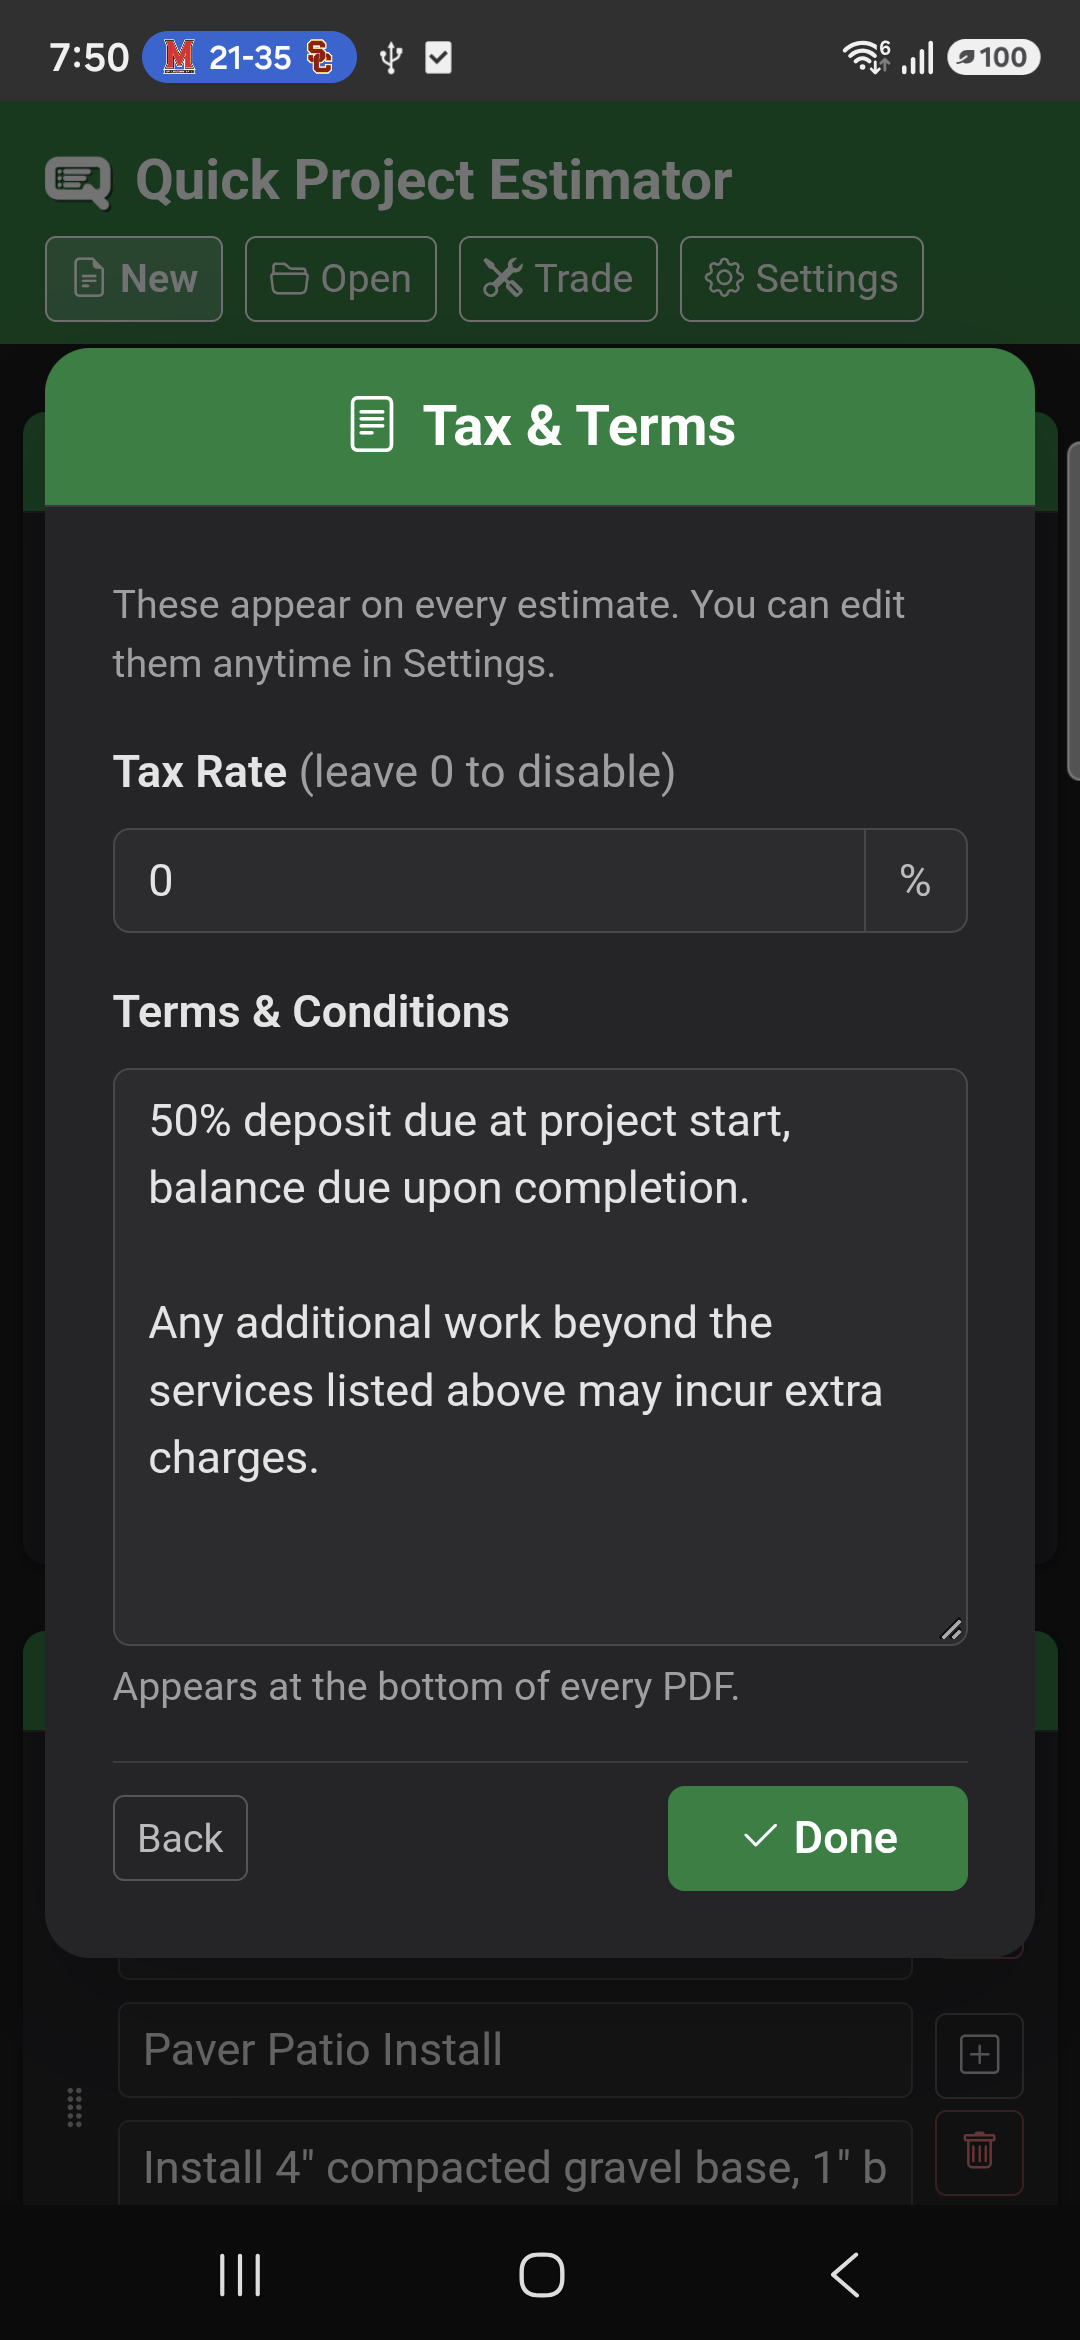 7:50 M 21-35 SC 6 100
Quick Project Estimator
New Open Trade Settings
Tax & Terms
These appear on every estimate. You can edit
them anytime in Settings.
Tax Rate (leave 0 to disable)
0 %
Terms & Conditions
50% deposit due at project start,
balance due upon completion.
Any additional work beyond the
services listed above may incur extra
charges.
Appears at the bottom of every PDF.
Back Done
Paver Patio Install
Install 4" compacted gravel base, 1" b